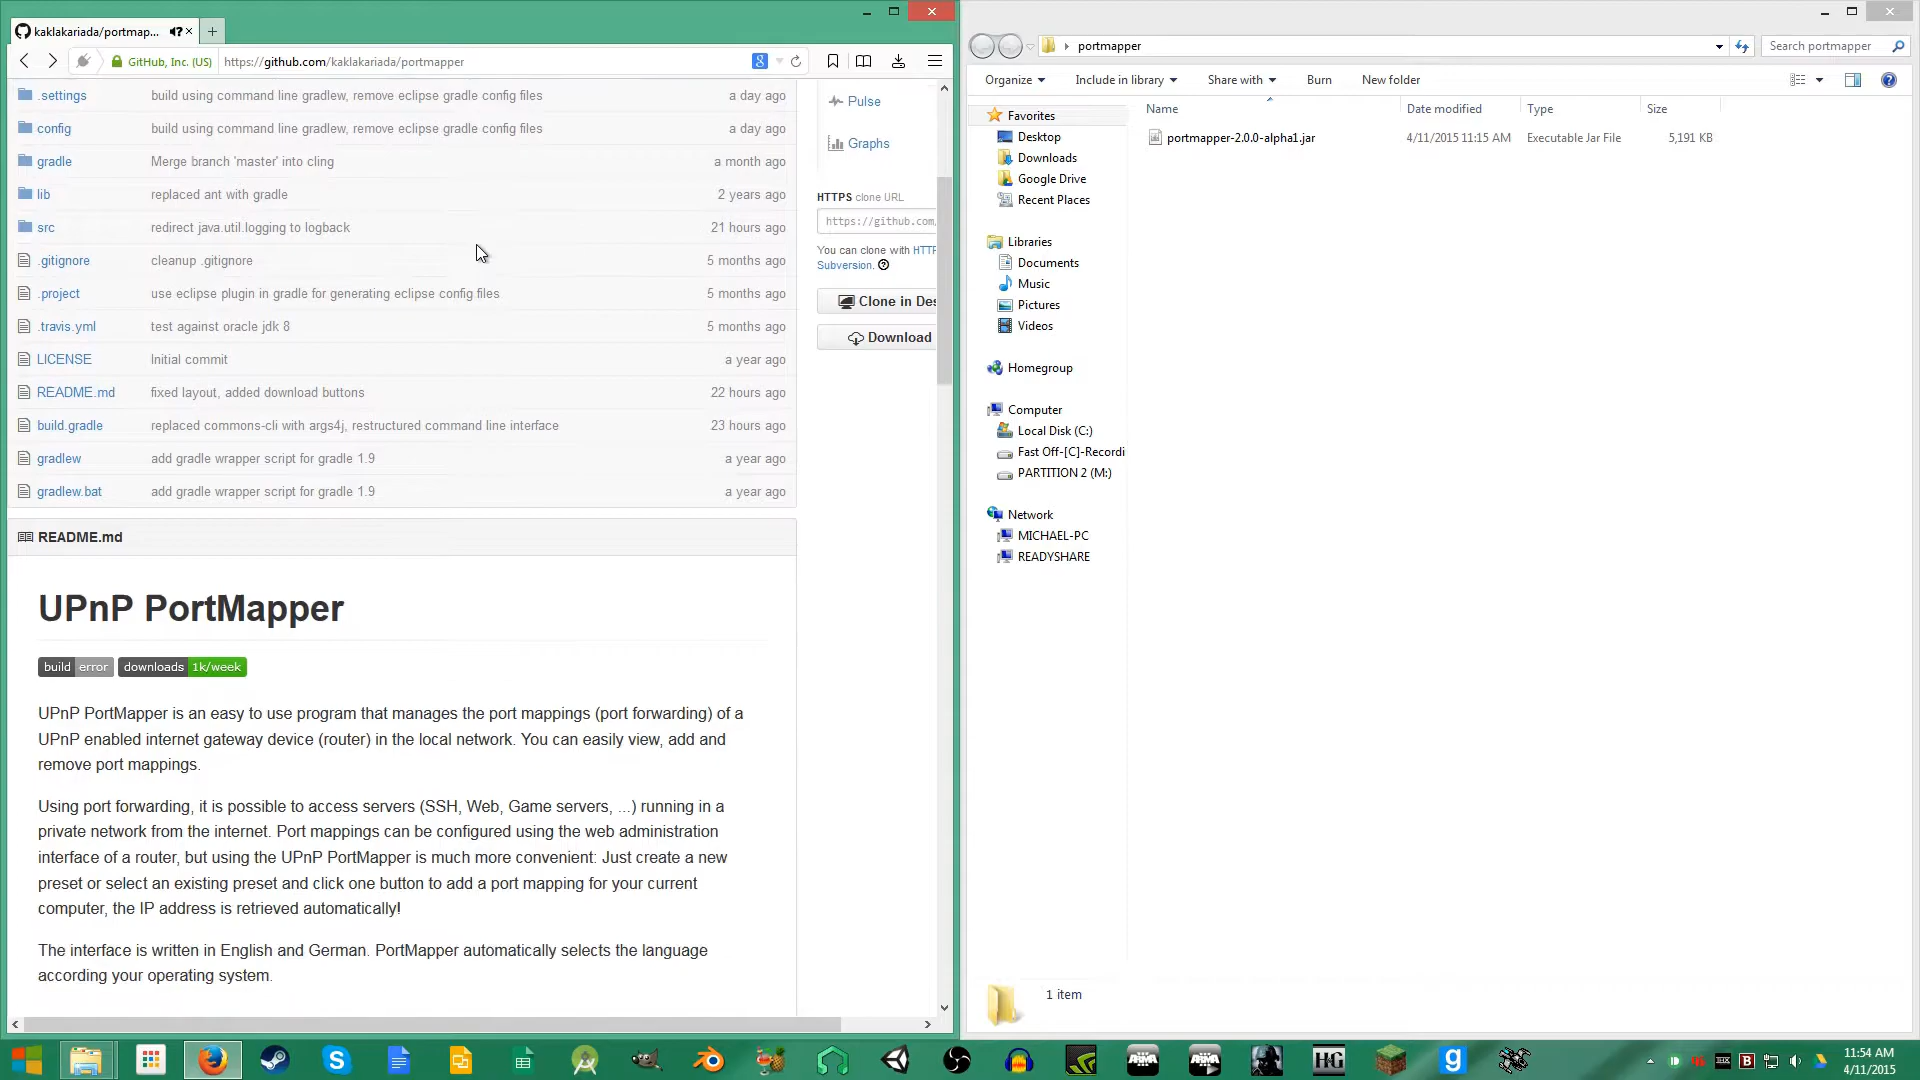 kaklakariada/portmap...
GitHub, Inc. (US)
https://github.com/kaklakariada/portmapper
.settings build using command line gradlew, remove eclipse gradle config files a day ago
config build using command line gradlew, remove eclipse gradle config files a day ago
gradle Merge branch 'master' into cling a month ago
lib replaced ant with gradle 2 years ago
src redirect java.util.logging to logback 21 hours ago
.gitignore cleanup .gitignore 5 months ago
.project use eclipse plugin in gradle for generating eclipse config files 5 months ago
.travis.yml test against oracle jdk 8 5 months ago
LICENSE Initial commit a year ago
README.md fixed layout, added download buttons 22 hours ago
build.gradle replaced commons-cli with args4j, restructured command line interface 23 hours ago
gradlew add gradle wrapper script for gradle 1.9 a year ago
gradlew.bat add gradle wrapper script for gradle 1.9 a year ago
Pulse
Graphs
HTTPS clone URL
https://github.com,
You can clone with HTTP
Subversion.
Clone in Des
Download
README.md
UPnP PortMapper
build error downloads 1k/week
UPnP PortMapper is an easy to use program that manages the port mappings (port forwarding) of a
UPnP enabled internet gateway device (router) in the local network. You can easily view, add and
remove port mappings.
Using port forwarding, it is possible to access servers (SSH, Web, Game servers, ...) running in a
private network from the internet. Port mappings can be configured using the web administration
interface of a router, but using the UPnP PortMapper is much more convenient: Just create a new
preset or select an existing preset and click one button to add a port mapping for your current
computer, the IP address is retrieved automatically!
The interface is written in English and German. PortMapper automatically selects the language
according your operating system.
portmapper
Search portmapper
Organize Include in library Share with Burn New folder
Name Date modified Type Size
portmapper-2.0.0-alpha1.jar 4/11/2015 11:15 AM Executable Jar File 5,191 KB
Favorites
Desktop
Downloads
Google Drive
Recent Places
Libraries
Documents
Music
Pictures
Videos
Homegroup
Computer
Local Disk (C:)
Fast Off-[C]-Recordi
PARTITION 2 (M:)
Network
MICHAEL-PC
READYSHARE
1 item
11:54 AM
4/11/2015